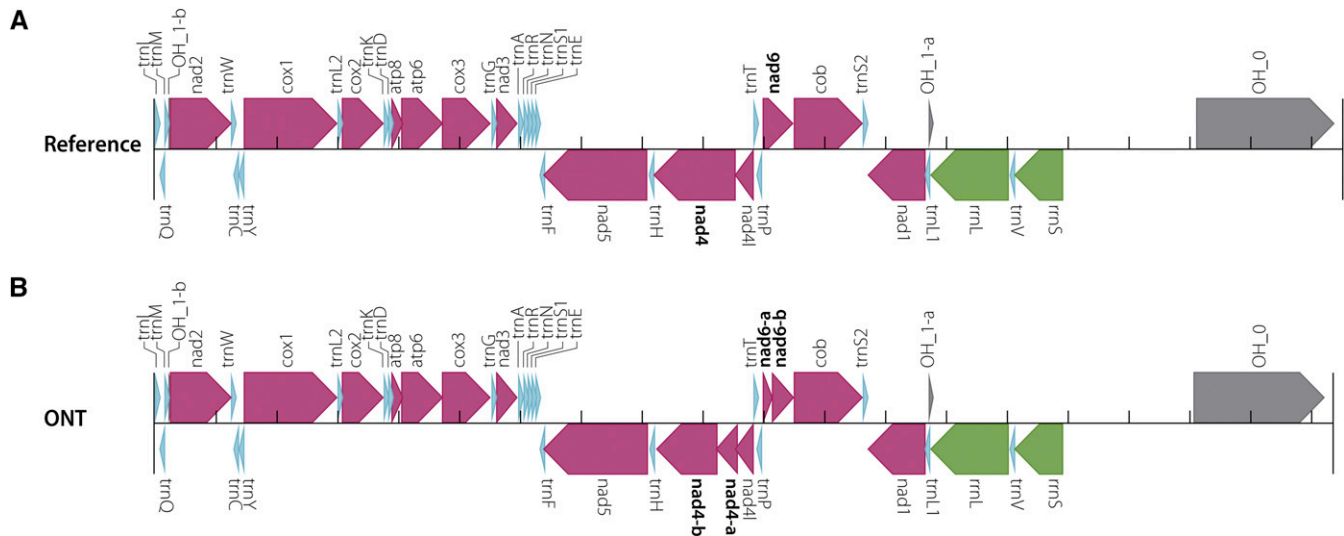 A
trnI
trnM
OH_1-b
nad2
trnW
cox1
trnL2
cox2
trnK
trnD
atp8
atp6
cox3
trnG
nad3
trnA
trnR
trnN
trnS1
trnE
trnT
nad6
cob
trnS2
OH_1-a
OH_0
Reference
trnQ
trnC
trnY
trnF
nad5
trnH
nad4
nad4l
trnP
nad1
trnL1
rrnL
trnV
rrnS
B
trnI
trnM
OH_1-b
nad2
trnW
cox1
trnL2
cox2
trnK
trnD
atp8
atp6
cox3
trnG
nad3
trnA
trnR
trnN
trnS1
trnE
trnT
nad6-a
nad6-b
cob
trnS2
OH_1-a
OH_0
ONT
trnQ
trnC
trnY
trnF
nad5
trnH
nad4-b
nad4-a
nad4l
trnP
nad1
trnL1
rrnL
trnV
rrnS